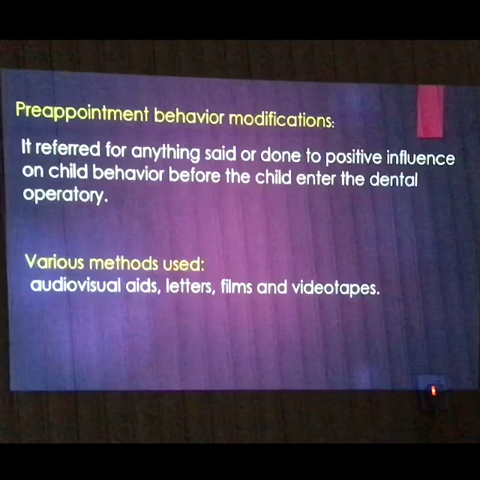 Preappointment behavior modifications:
It referred for anything said or done to positive influence
on child behavior before the child enter the dental
operatory.
Various methods used:
audiovisual aids, letters, films and videotapes.